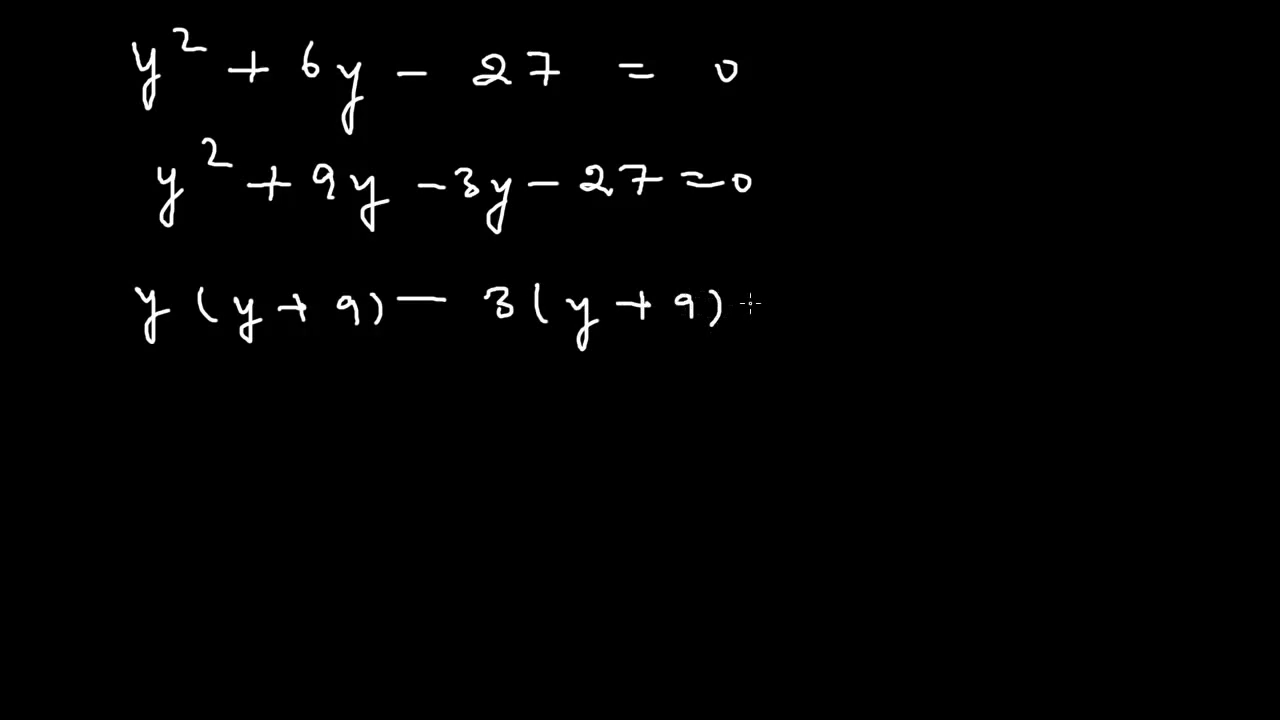 y² + 6y - 27 = 0
y² + 9y - 3y - 27 = 0
y (y + 9) - 3 (y + 9)